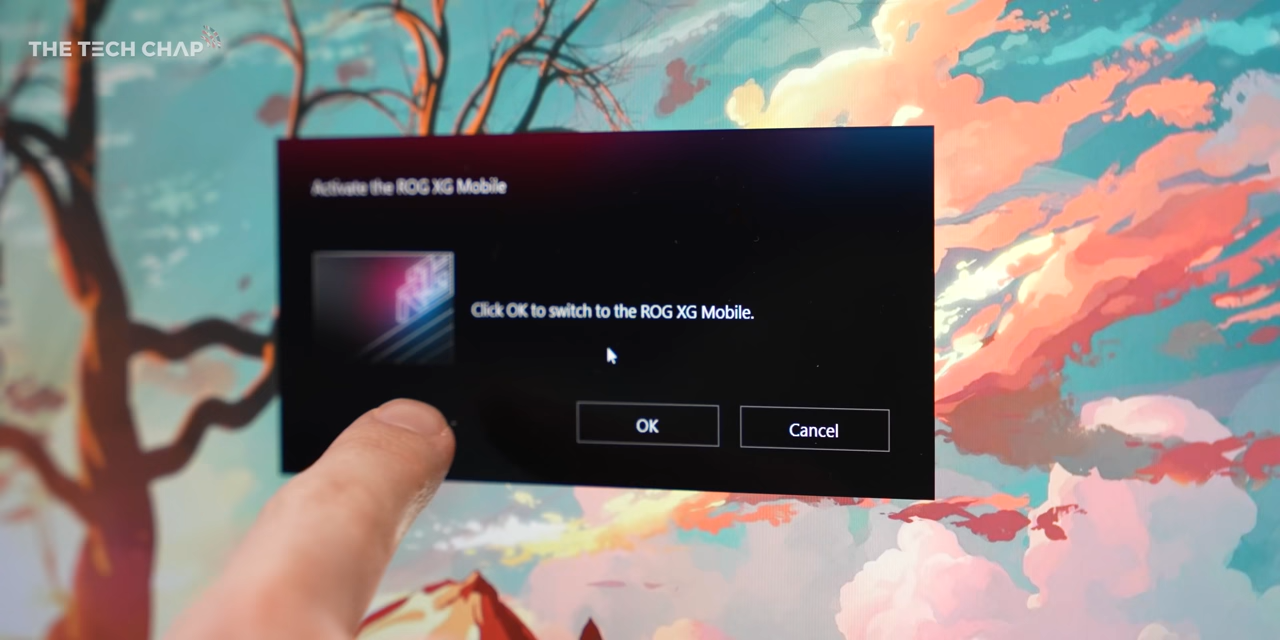 THE TECH CHAP
Activate the ROG XG Mobile
Click OK to switch to the ROG XG Mobile.
OK
Cancel